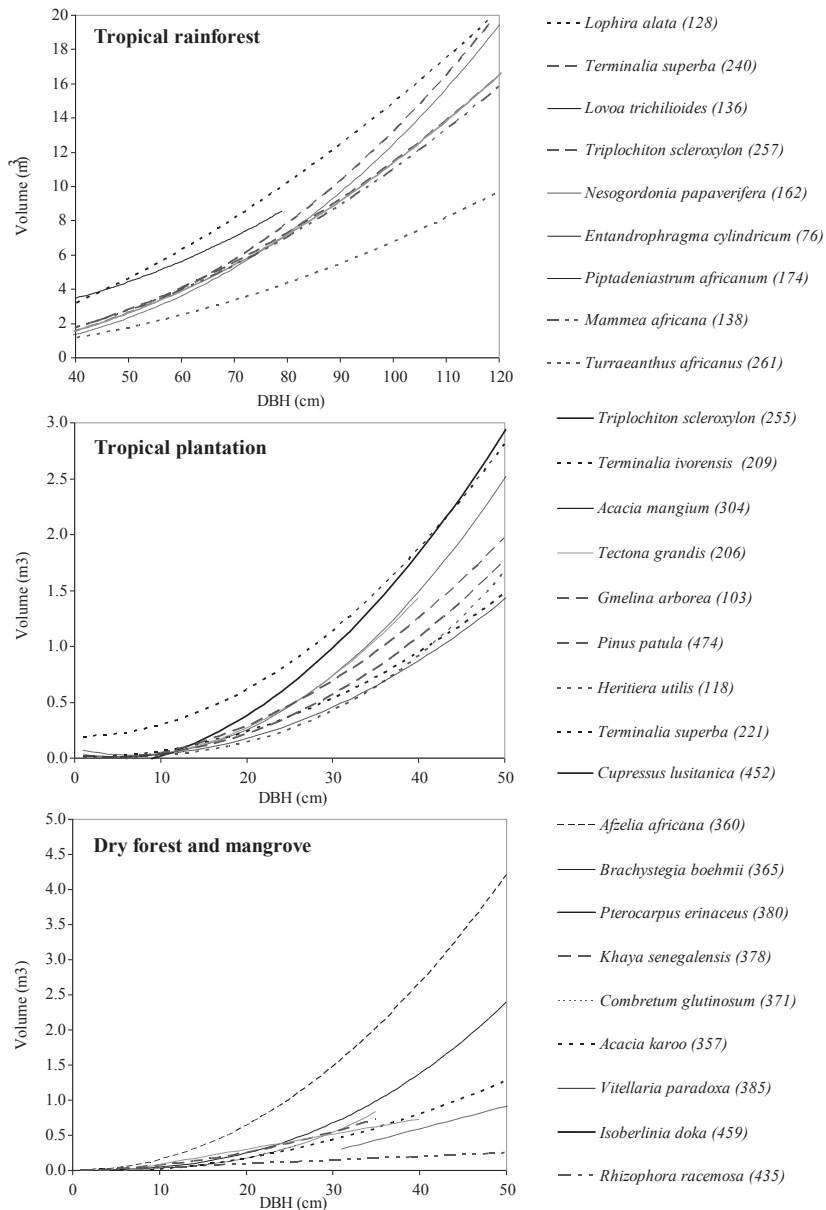 Tropical rainforest
Volume (m3)
20
18
16
14
12
10
8
6
4
2
0
40 50 60 70 80 90 100 110 120
DBH (cm)
Lophira alata (128)
Terminalia superba (240)
Lovoa trichilioides (136)
Triplochiton scleroxylon (257)
Nesogordonia papaverifera (162)
Entandrophragma cylindricum (76)
Piptadeniastrum africanum (174)
Mammea africana (138)
Turraeanthus africanus (261)
Tropical plantation
Volume (m3)
3.0
2.5
2.0
1.5
1.0
0.5
0.0
0 10 20 30 40 50
DBH (cm)
Triplochiton scleroxylon (255)
Terminalia ivorensis (209)
Acacia mangium (304)
Tectona grandis (206)
Gmelina arborea (103)
Pinus patula (474)
Heritiera utilis (118)
Terminalia superba (221)
Cupressus lusitanica (452)
Dry forest and mangrove
Volume (m3)
5.0
4.5
4.0
3.5
3.0
2.5
2.0
1.5
1.0
0.5
0.0
0 10 20 30 40 50
DBH (cm)
Afzelia africana (360)
Brachystegia boehmii (365)
Pterocarpus erinaceus (380)
Khaya senegalensis (378)
Combretum glutinosum (371)
Acacia karoo (357)
Vitellaria paradoxa (385)
Isoberlinia doka (459)
Rhizophora racemosa (435)